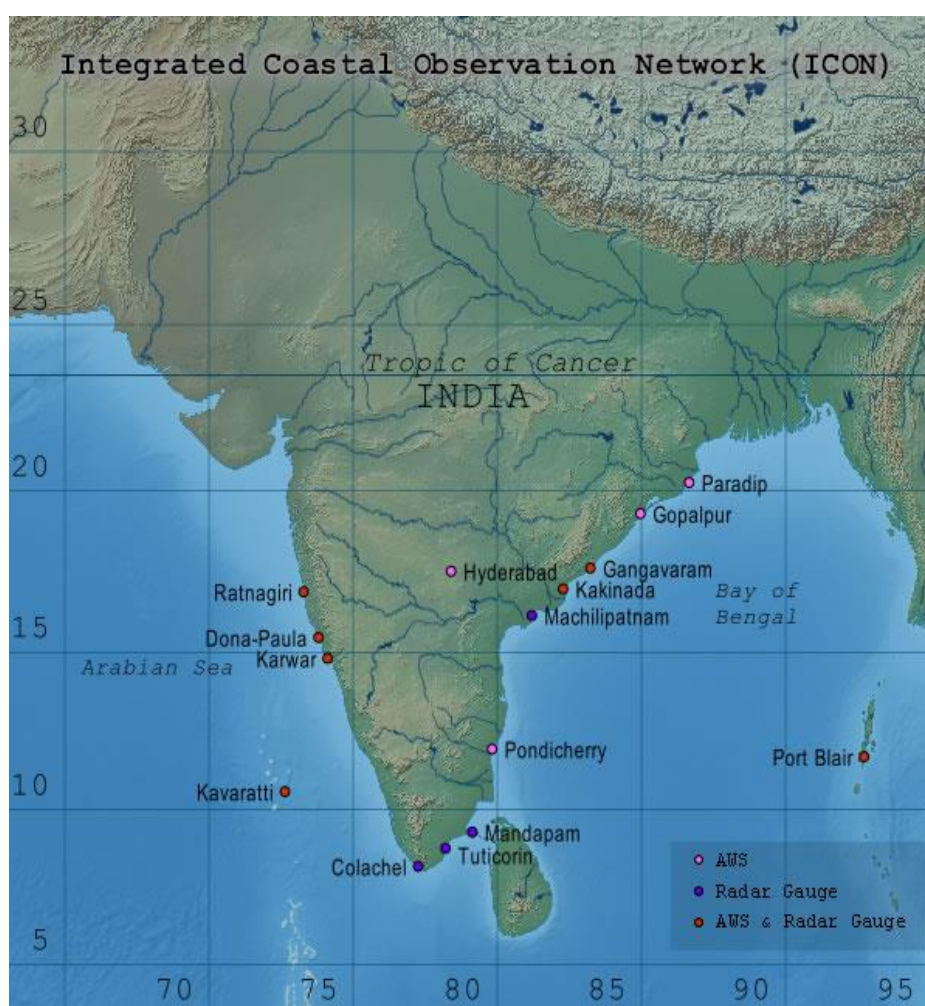 Integrated Coastal Observation Network (ICON)
30
25
Tropic of Cancer
INDIA
20
Paradip
Gopalpur
Hyderabad
Gangavaram
Ratnagiri
Kakinada
Bay of
Bengal
Machilipatnam
15
Dona-Paula
Karwar
Arabian Sea
Pondicherry
Port Blair
10
Kavaratti
Mandapam
Tuticorin
Colachel
AWS
Radar Gauge
AWS & Radar Gauge
5
70 75 80 85 90 95